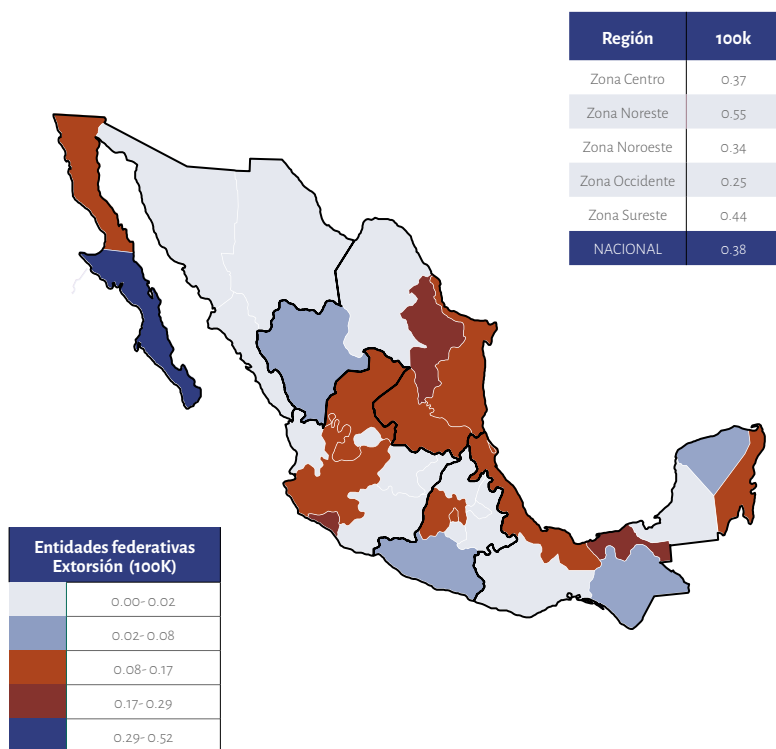 Región 100k
Zona Centro 0.37
Zona Noreste 0.55
Zona Noroeste 0.34
Zona Occidente 0.25
Zona Sureste 0.44
NACIONAL 0.38
Entidades federativas
Extorsión (100K)
0.00-0.02
0.02-0.08
0.08-0.17
0.17-0.29
0.29-0.52